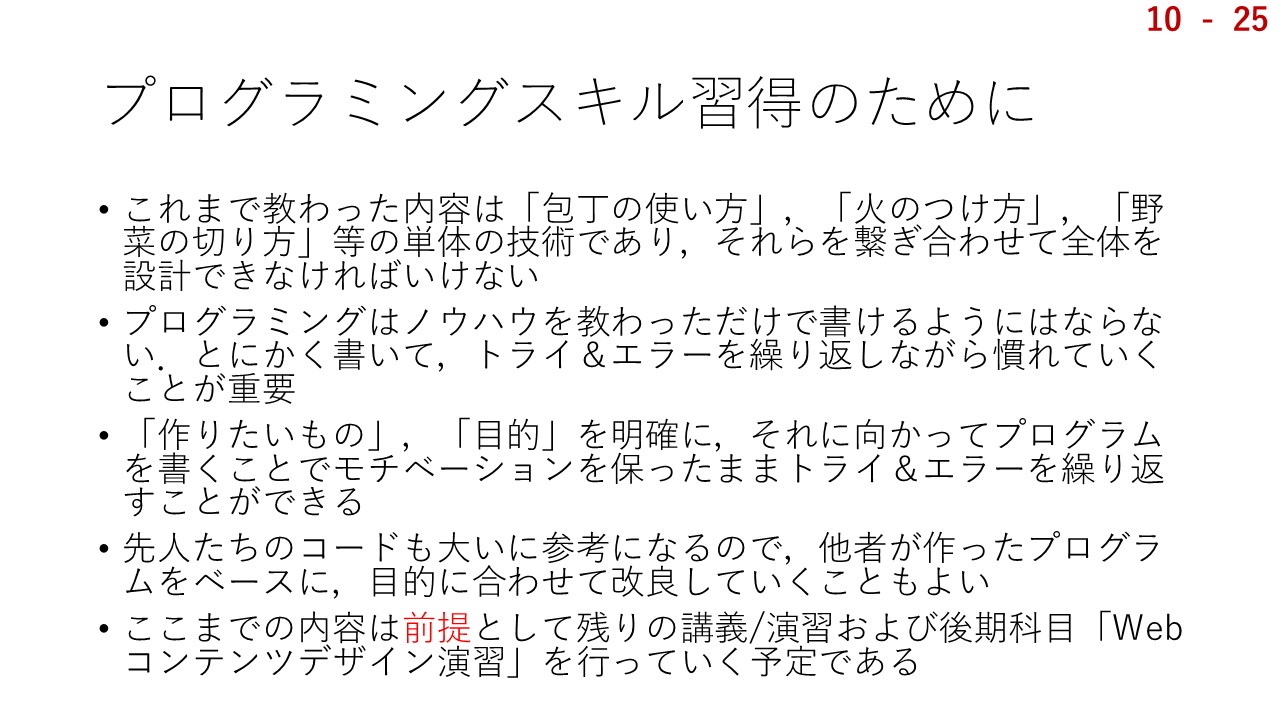 10 - 25
プログラミングスキル習得のために
• これまで教わった内容は「包丁の使い方」，「火のつけ方」，「野
菜の切り方」等の単体の技術であり，それらを繋ぎ合わせて全体を
設計できなければいけない
• プログラミングはノウハウを教わっただけで書けるようにはならな
い．とにかく書いて，トライ＆エラーを繰り返しながら慣れていく
ことが重要
• 「作りたいもの」，「目的」を明確に，それに向かってプログラム
を書くことでモチベーションを保ったままトライ＆エラーを繰り返
すことができる
• 先人たちのコードも大いに参考になるので，他者が作ったプログラ
ムをベースに，目的に合わせて改良していくこともよい
• ここまでの内容は前提として残りの講義/演習および後期科目「Web
コンテンツデザイン演習」を行っていく予定である